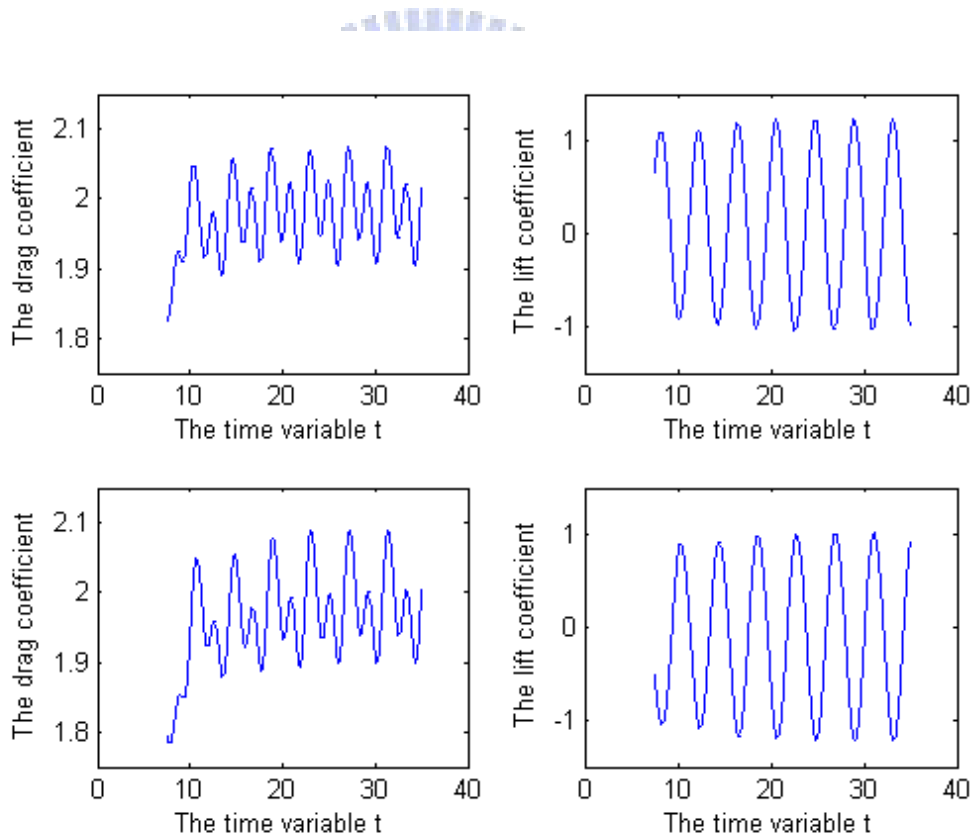 The drag coefficient
2.1
2
1.9
1.8
0 10 20 30 40
The time variable t
The lift coefficient
1
0
-1
0 10 20 30 40
The time variable t
The drag coefficient
2.1
2
1.9
1.8
0 10 20 30 40
The time variable t
The lift coefficient
1
0
-1
0 10 20 30 40
The time variable t